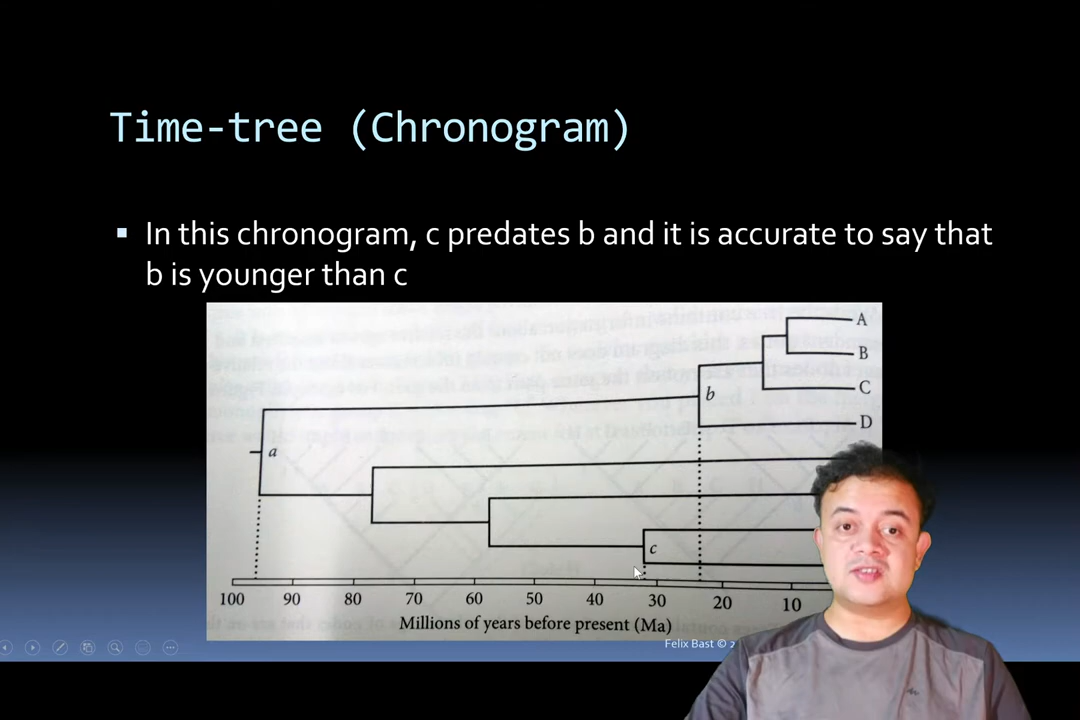 Time-tree (Chronogram)
In this chronogram, c predates b and it is accurate to say that
b is younger than c
A
B
b
C
D
a
c
100 90 80 70 60 50 40 30 20 10
Millions of years before present (Ma)
Felix Bast © 2